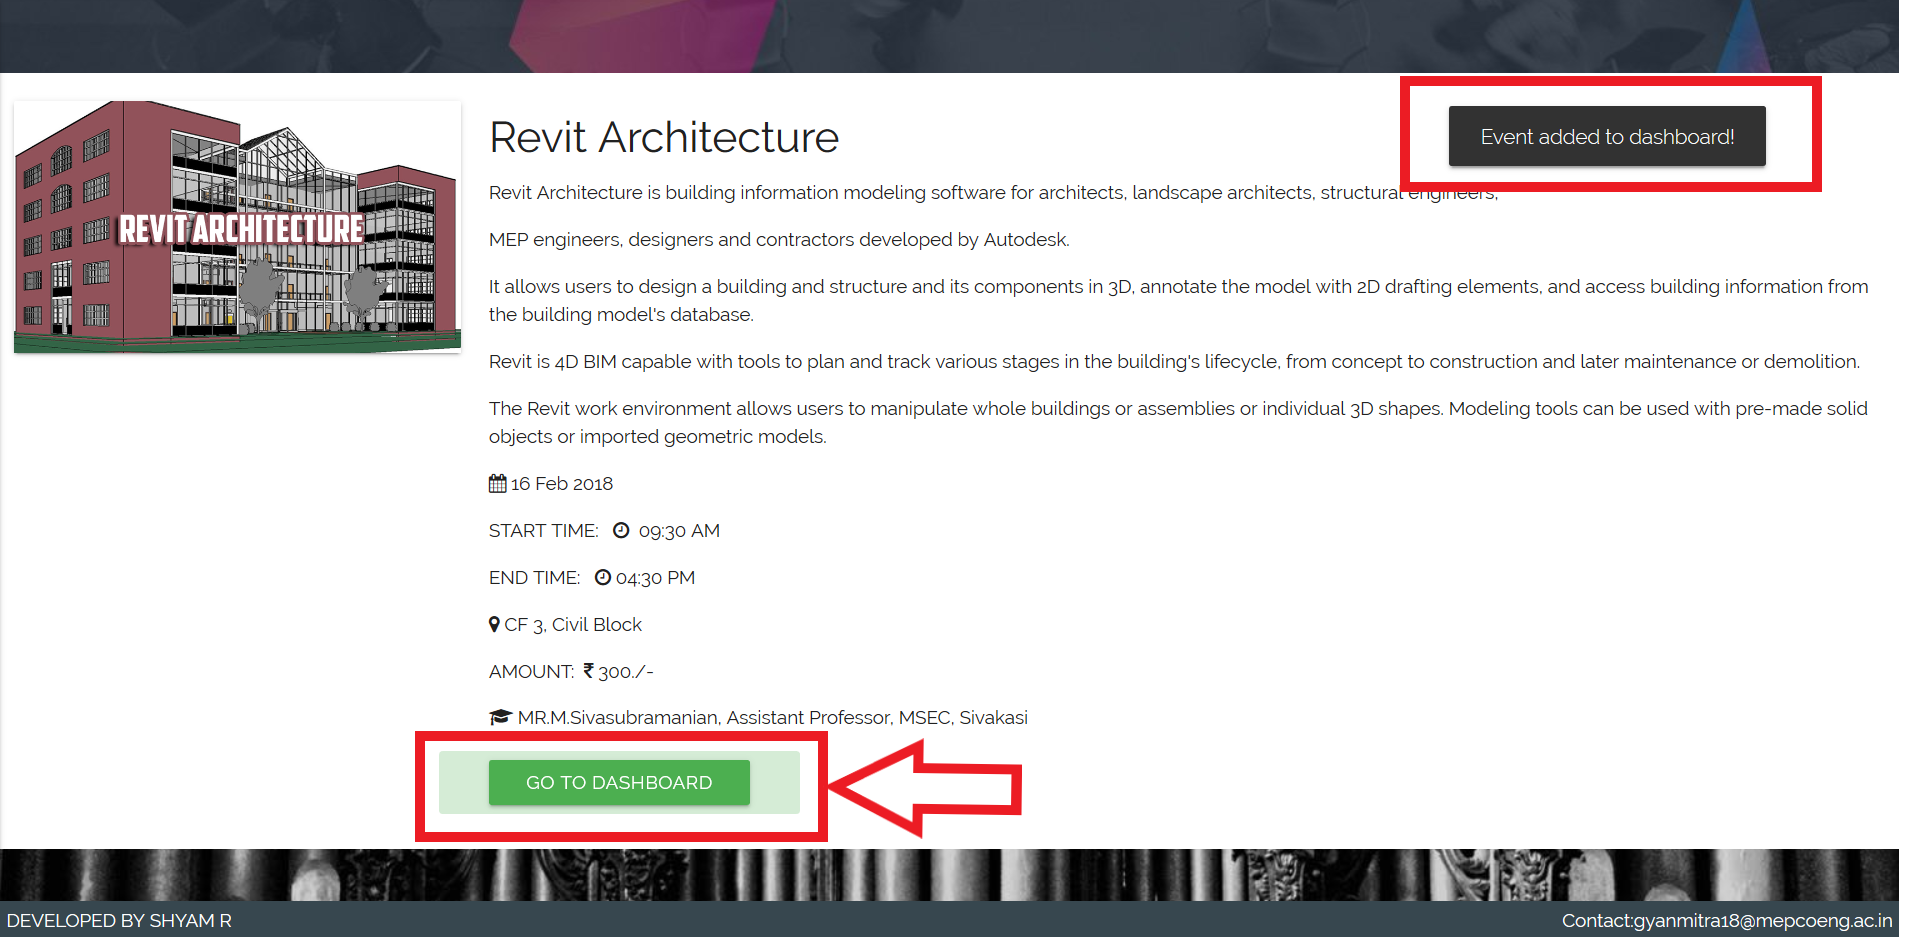 REVIT ARCHITECTURE
Revit Architecture
Event added to dashboard!
Revit Architecture is building information modeling software for architects, landscape architects, structural engineers,
MEP engineers, designers and contractors developed by Autodesk.
It allows users to design a building and structure and its components in 3D, annotate the model with 2D drafting elements, and access building information from
the building model's database.
Revit is 4D BIM capable with tools to plan and track various stages in the building's lifecycle, from concept to construction and later maintenance or demolition.
The Revit work environment allows users to manipulate whole buildings or assemblies or individual 3D shapes. Modeling tools can be used with pre-made solid
objects or imported geometric models.
16 Feb 2018
START TIME: 09:30 AM
END TIME: 04:30 PM
CF 3, Civil Block
AMOUNT: ₹ 300./-
MR.M.Sivasubramanian, Assistant Professor, MSEC, Sivakasi
GO TO DASHBOARD
DEVELOPED BY SHYAM R
Contact:gyanmitra18@mepcoeng.ac.in